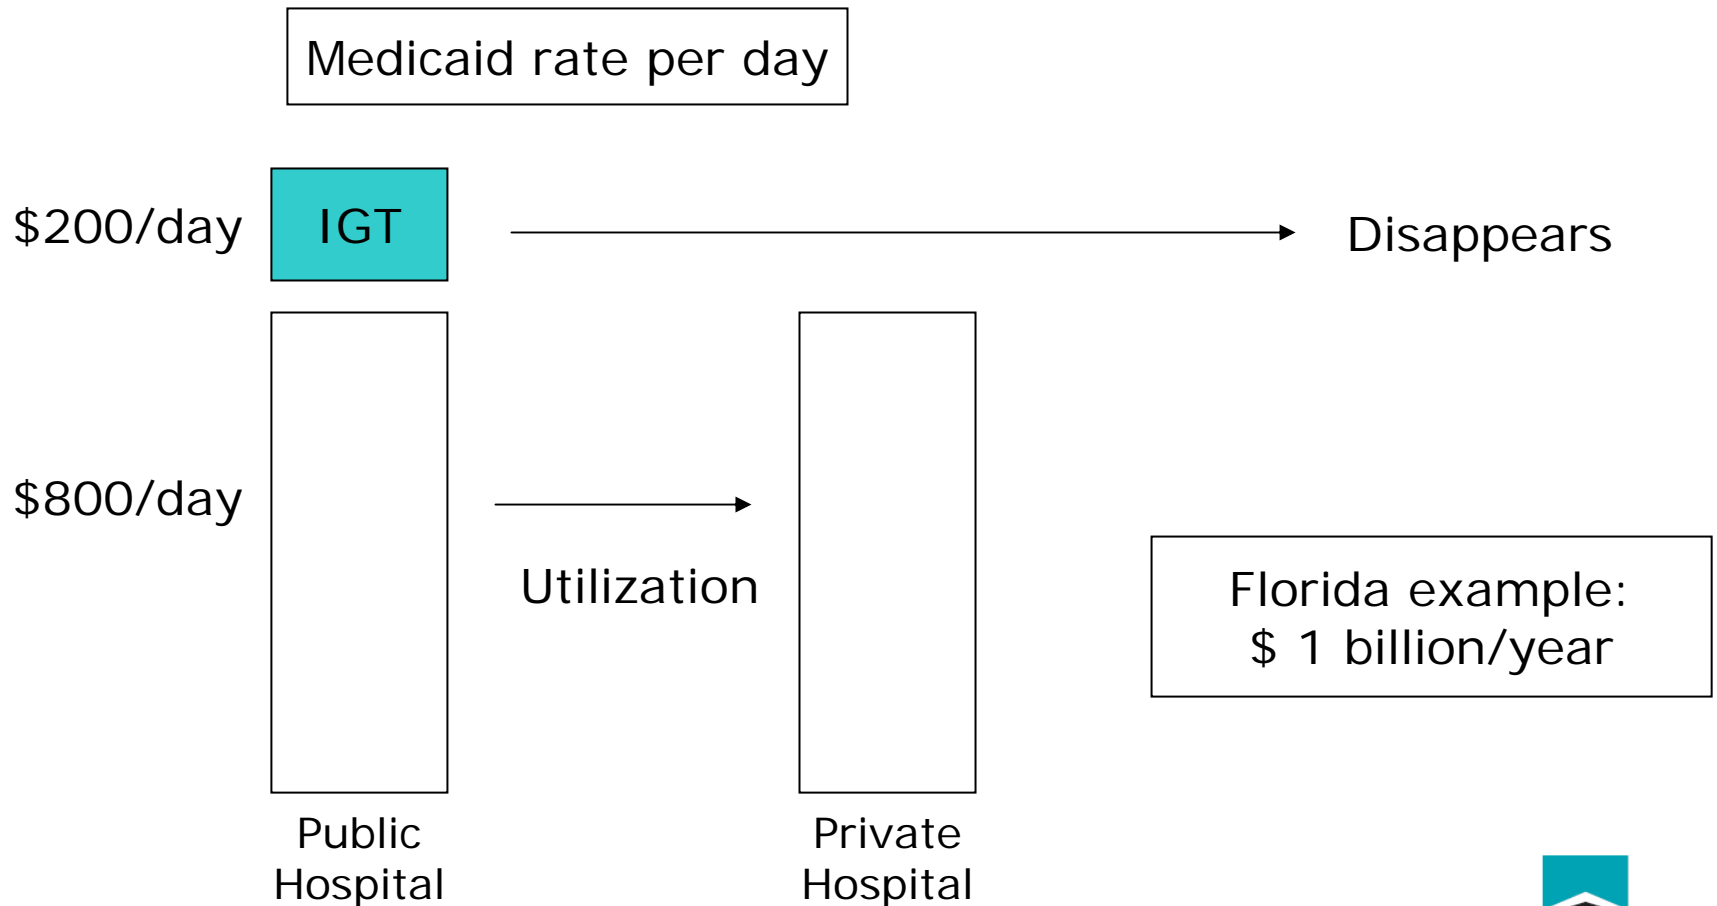 Medicaid rate per day
$200/day
IGT
Disappears
$800/day
Utilization
Florida example:
$ 1 billion/year
Public
Hospital
Private
Hospital